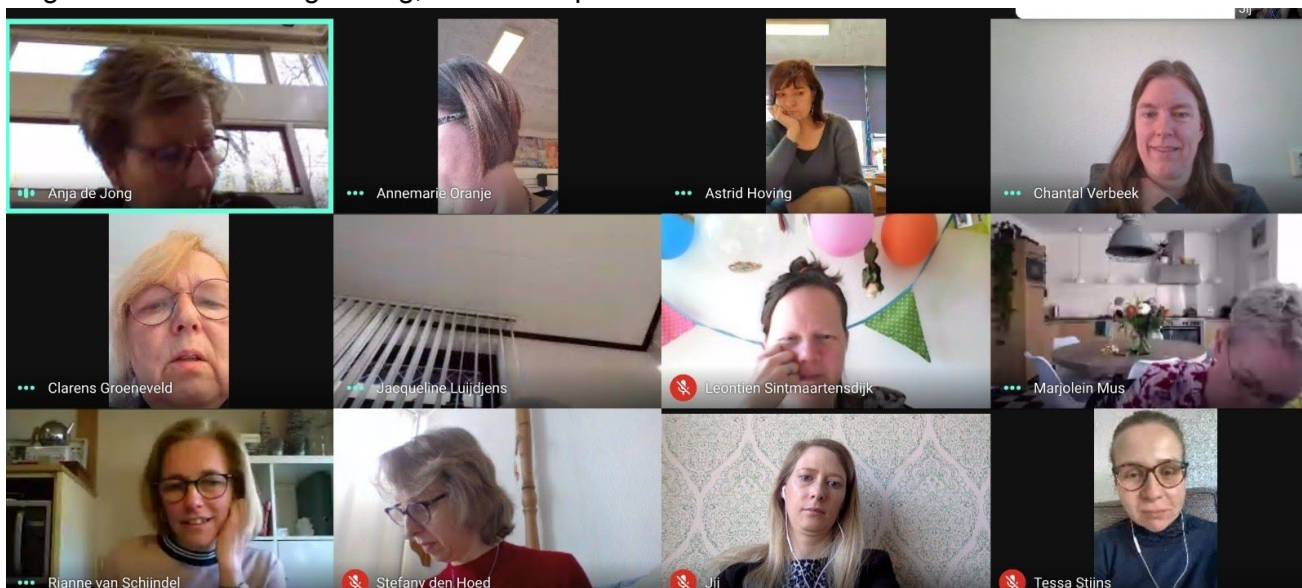 Jij
Anja de Jong
Annemarie Oranje
Astrid Hoving
Chantal Verbeek
Clarens Groeneveld
Jacqueline Luijdjens
Leontien Sintmaartensdijk
Marjolein Mus
Rianne van Schijndel
Stefany den Hoed
Jij
Tessa Stijns